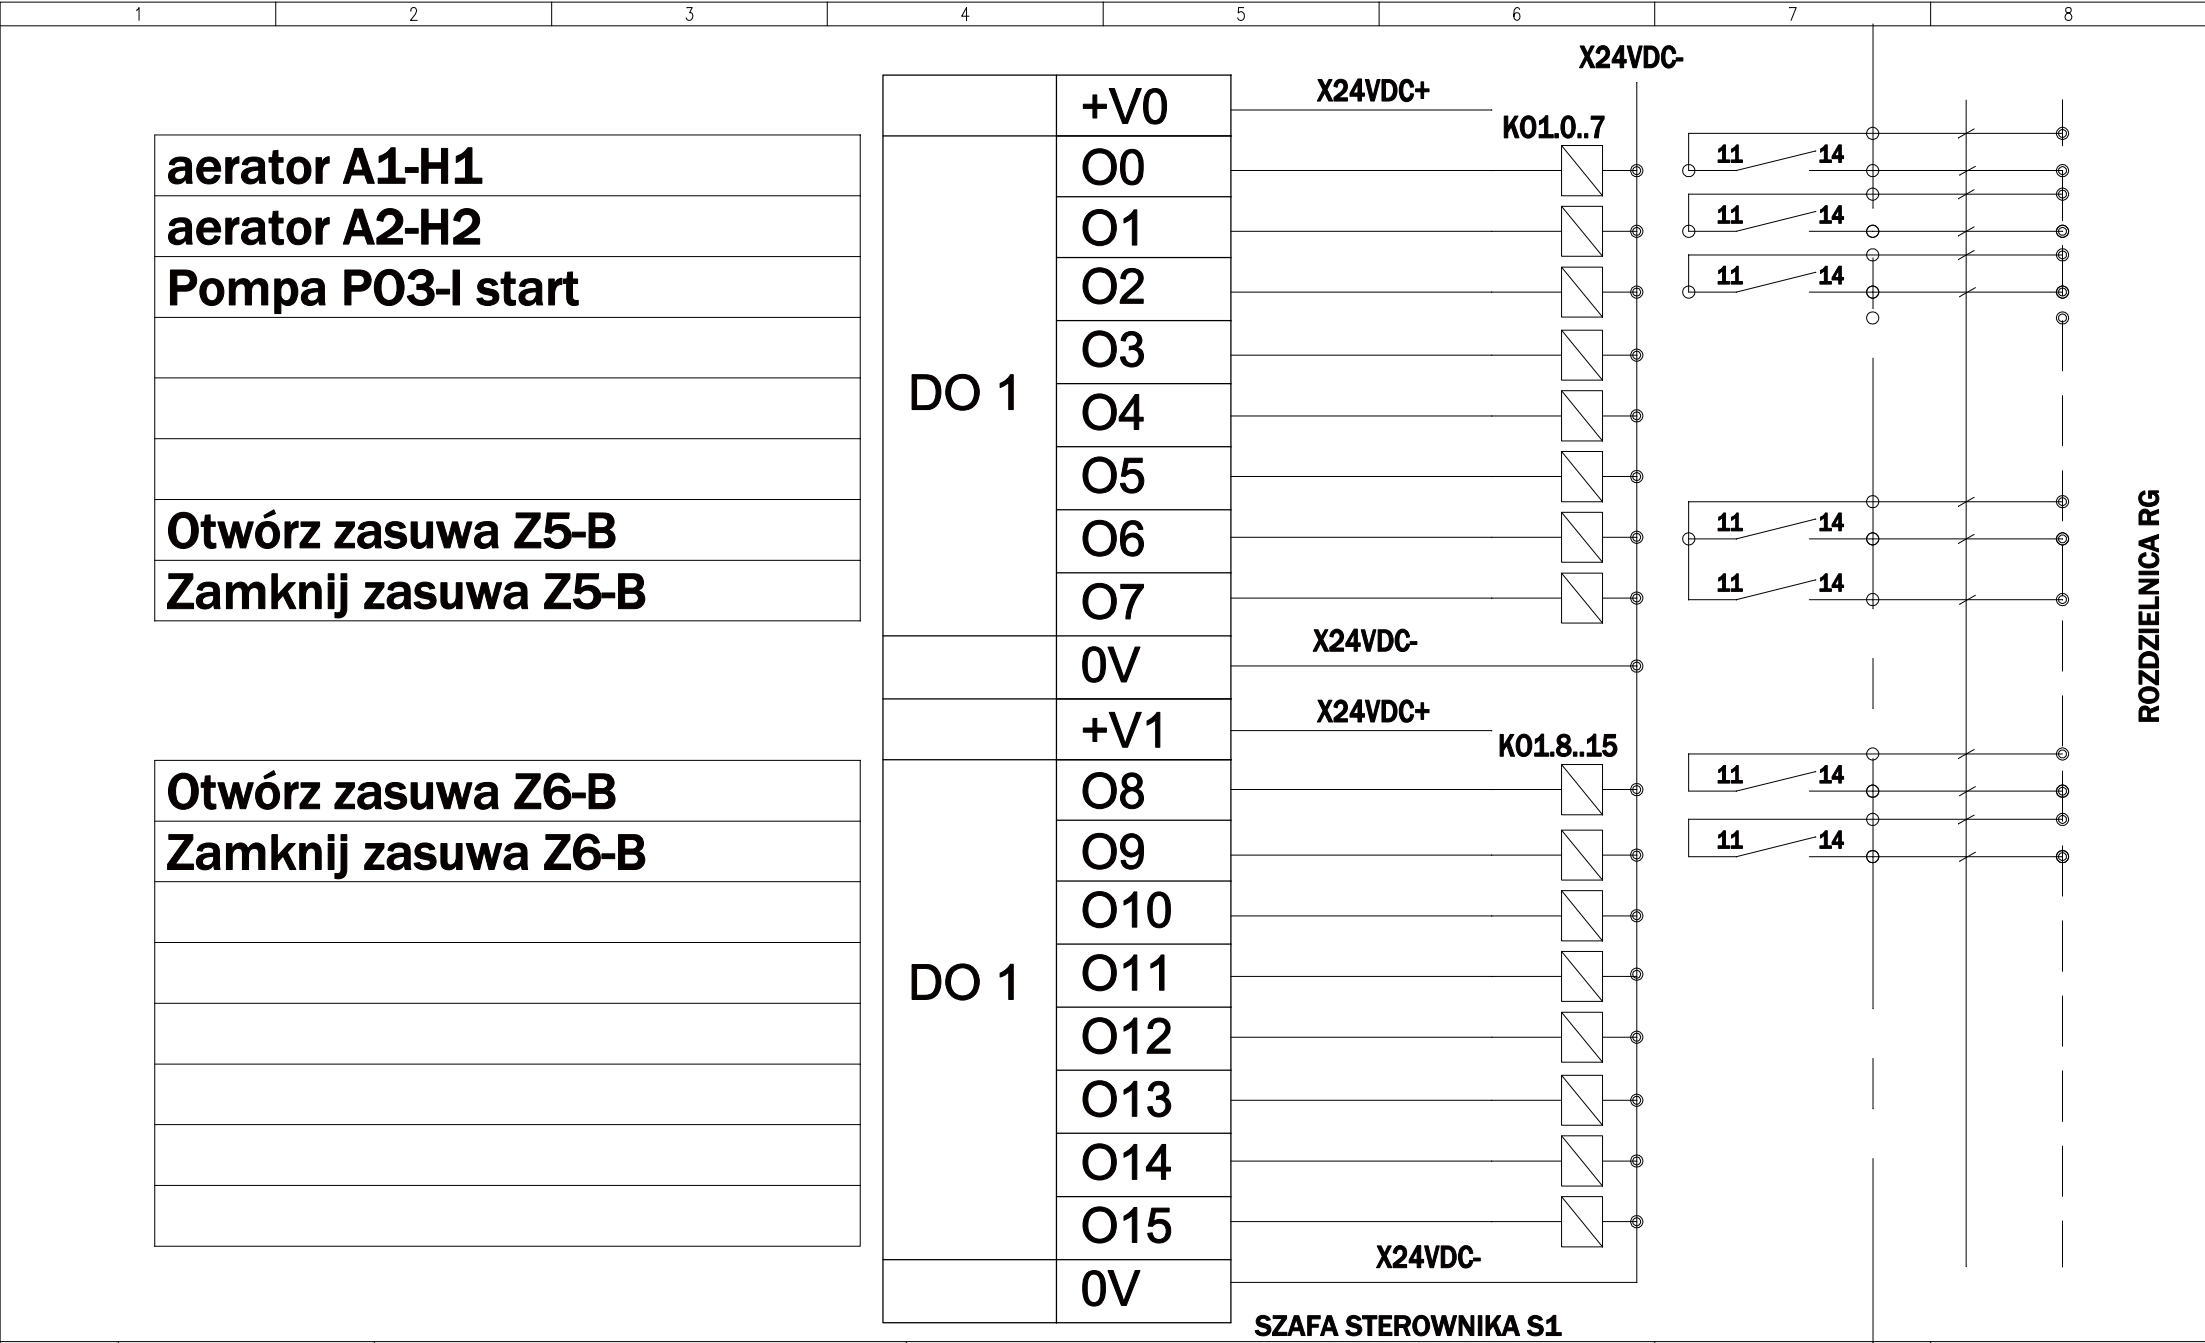 1 2 3 4 5 6 7 8
X24VDC-
+V0 X24VDC+
K01.0..7
aerator A1-H1 O0 11 14
aerator A2-H2 O1 11 14
Pompa PO3-I start O2 11 14
O3
DO 1 O4
O5
Otwórz zasuwa Z5-B O6 11 14
Zamknij zasuwa Z5-B O7 11 14
0V X24VDC-
ROZDZIELNICA RG
+V1 X24VDC+
K01.8..15
Otwórz zasuwa Z6-B O8 11 14
Zamknij zasuwa Z6-B O9 11 14
O10
DO 1 O11
O12
O13
O14
O15
X24VDC-
0V
SZAFA STEROWNIKA S1